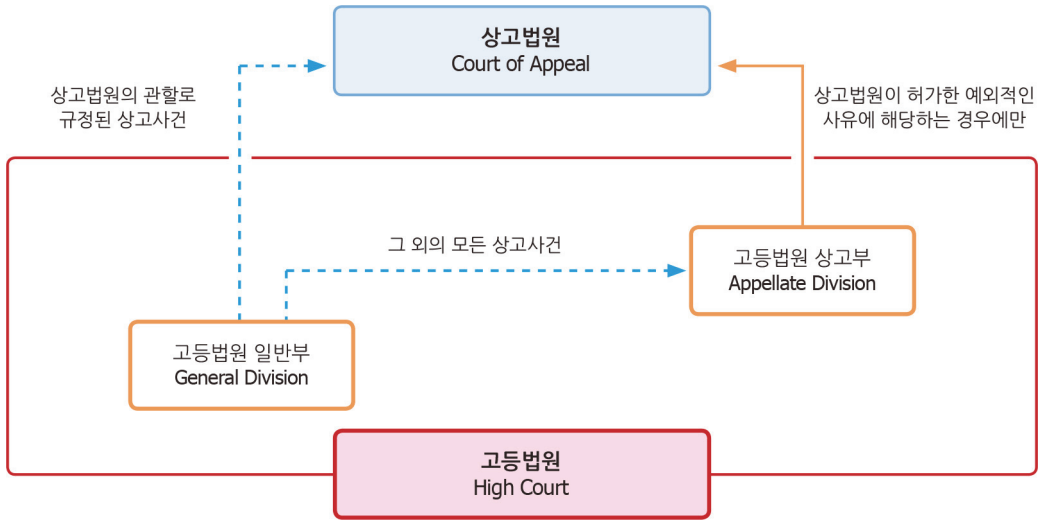 상고법원
Court of Appeal
상고법원의 관할로
규정된 상고사건
상고법원이 허가한 예외적인
사유에 해당하는 경우에만
그 외의 모든 상고사건
고등법원 상고부
Appellate Division
고등법원 일반부
General Division
고등법원
High Court